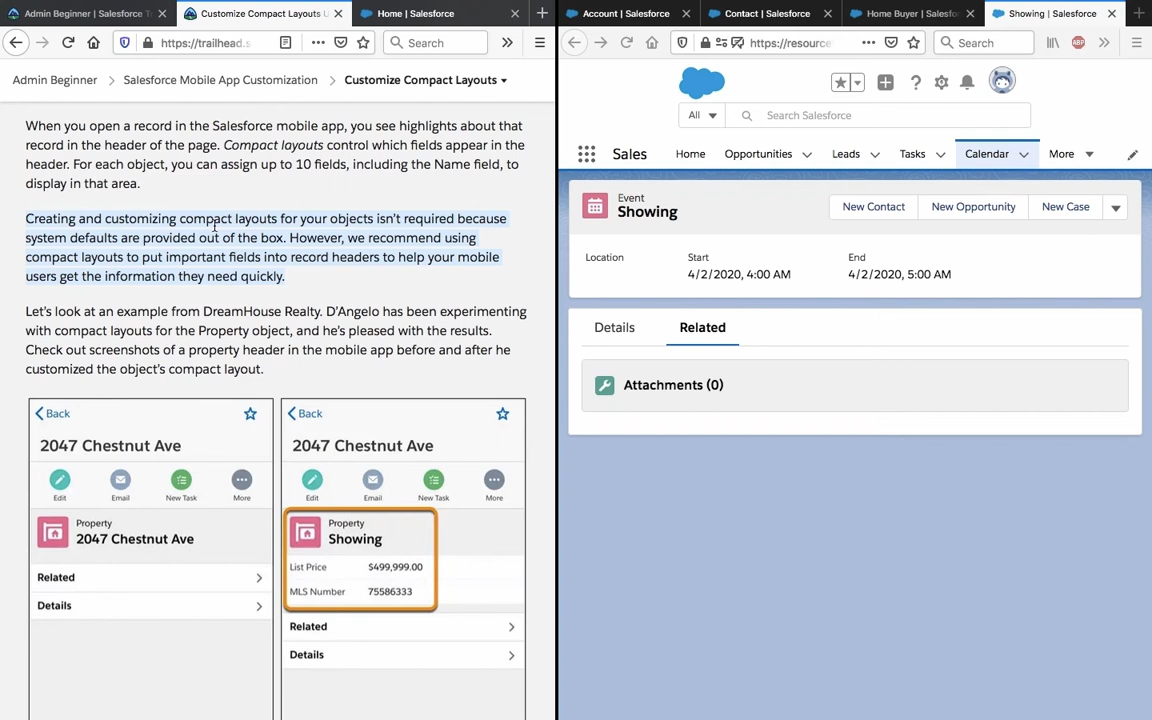 Admin Beginner | Salesforce T
Customize Compact Layouts U
Home | Salesforce
https://trailhead.s
Search
Admin Beginner
Salesforce Mobile App Customization
Customize Compact Layouts
When you open a record in the Salesforce mobile app, you see highlights about that
record in the header of the page. Compact layouts control which fields appear in the
header. For each object, you can assign up to 10 fields, including the Name field, to
display in that area.
Creating and customizing compact layouts for your objects isn't required because
system defaults are provided out of the box. However, we recommend using
compact layouts to put important fields into record headers to help your mobile
users get the information they need quickly.
Let's look at an example from DreamHouse Realty. D'Angelo has been experimenting
with compact layouts for the Property object, and he's pleased with the results.
Check out screenshots of a property header in the mobile app before and after he
customized the object's compact layout.
Back
2047 Chestnut Ave
Edit Email New Task More
Property
2047 Chestnut Ave
Related
Details
Back
2047 Chestnut Ave
Edit Email New Task More
Property
Showing
List Price $499,999.00
MLS Number 75586333
Related
Details
Account | Salesforce
Contact | Salesforce
Home Buyer | Salesfo
Showing | Salesforce
https://resource
Search
ABP
All
Search Salesforce
Sales Home Opportunities Leads Tasks Calendar More
Event
Showing
New Contact New Opportunity New Case
Location Start End
4/2/2020, 4:00 AM 4/2/2020, 5:00 AM
Details Related
Attachments (0)